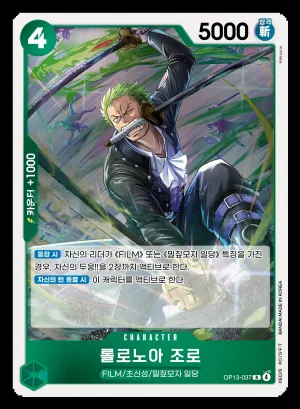 4
5000
참격
斬
카운터 +1000
등장 시 자신의 리더가 《FILM》 또는 《밀짚모자 일당》 특징을 가진
경우, 자신의 두웅!!을 2장까지 액티브로 한다.
자신의 턴 종료 시 이 캐릭터를 액티브로 한다.
CHARACTER
롤로노아 조로
FILM/초신성/밀짚모자 일당
OP13-037 R
BANDAI MADE IN KOREA